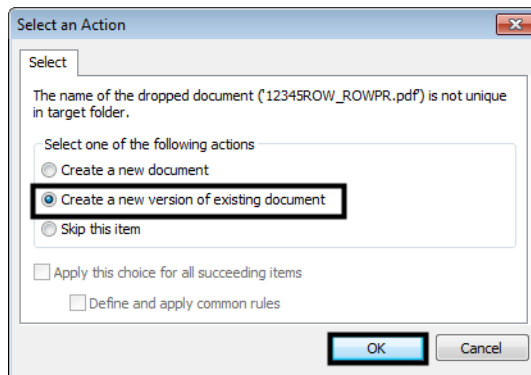 Select an Action
Select
The name of the dropped document ('12345ROW_ROWPR.pdf') is not unique
in target folder.
Select one of the following actions
Create a new document
Create a new version of existing document
Skip this item
Apply this choice for all succeeding items
Define and apply common rules
OK Cancel